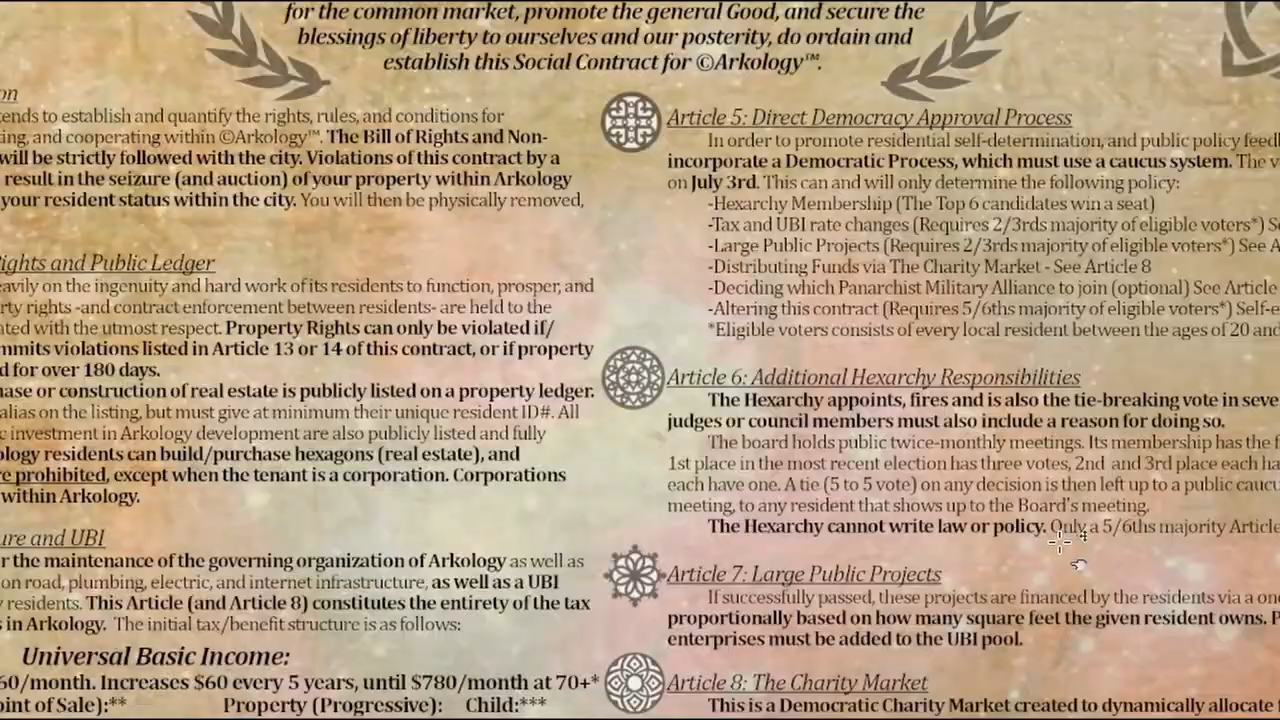 for the common market, promote the general Good, and secure the
blessings of liberty to ourselves and our posterity, do ordain and
establish this Social Contract for ©Arkology™.
on
tends to establish and quantify the rights, rules, and conditions for
ting, and cooperating within ©Arkology™. The Bill of Rights and Non-
will be strictly followed with the city. Violations of this contract by a
result in the seizure (and auction) of your property within Arkology
your resident status within the city. You will then be physically removed,
ights and Public Ledger
eavily on the ingenuity and hard work of its residents to function, prosper, and
rty rights -and contract enforcement between residents- are held to the
ated with the utmost respect. Property Rights can only be violated if/
mmits violations listed in Article 13 or 14 of this contract, or if property
d for over 180 days.
hase or construction of real estate is publicly listed on a property ledger.
alias on the listing, but must give at minimum their unique resident ID#. All
c investment in Arkology development are also publicly listed and fully
ology residents can build/purchase hexagons (real estate), and
re prohibited, except when the tenant is a corporation. Corporations
within Arkology.
ure and UBI
or the maintenance of the governing organization of Arkology as well as
on road, plumbing, electric, and internet infrastructure, as well as a UBI
y residents. This Article (and Article 8) constitutes the entirety of the tax
s in Arkology. The initial tax/benefit structure is as follows:
Universal Basic Income:
60/month. Increases $60 every 5 years, until $780/month at 70+*
oint of Sale):** Property (Progressive): Child:***
Article 5: Direct Democracy Approval Process
In order to promote residential self-determination, and public policy feed
incorporate a Democratic Process, which must use a caucus system. The v
on July 3rd. This can and will only determine the following policy:
-Hexarchy Membership (The Top 6 candidates win a seat)
-Tax and UBI rate changes (Requires 2/3rds majority of eligible voters*) Se
-Large Public Projects (Requires 2/3rds majority of eligible voters*) See A
-Distributing Funds via The Charity Market - See Article 8
-Deciding which Panarchist Military Alliance to join (optional) See Article
-Altering this contract (Requires 5/6ths majority of eligible voters*) Self-e
*Eligible voters consists of every local resident between the ages of 20 and
Article 6: Additional Hexarchy Responsibilities
The Hexarchy appoints, fires and is also the tie-breaking vote in seve
judges or council members must also include a reason for doing so.
The board holds public twice-monthly meetings. Its membership has the f
1st place in the most recent election has three votes, 2nd and 3rd place each ha
each have one. A tie (5 to 5 vote) on any decision is then left up to a public caucu
meeting, to any resident that shows up to the Board's meeting.
The Hexarchy cannot write law or policy. Only a 5/6ths majority Article
Article 7: Large Public Projects
If successfully passed, these projects are financed by the residents via a on
proportionally based on how many square feet the given resident owns. P
enterprises must be added to the UBI pool.
Article 8: The Charity Market
This is a Democratic Charity Market created to dynamically allocate